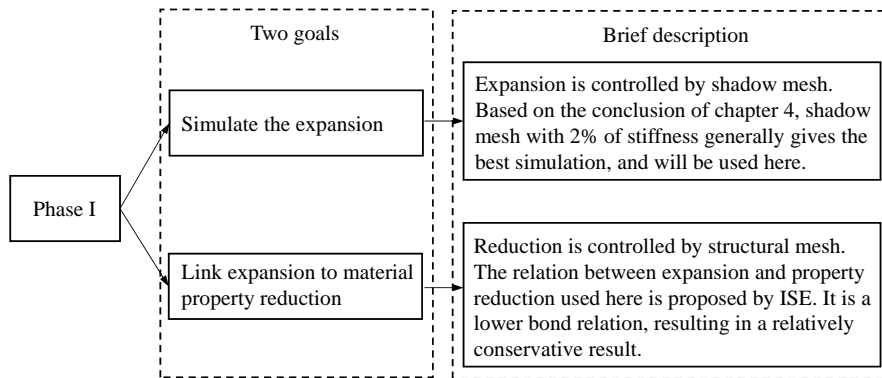 Two goals
Brief description
Phase I
Simulate the expansion
Expansion is controlled by shadow mesh.
Based on the conclusion of chapter 4, shadow
mesh with 2% of stiffness generally gives the
best simulation, and will be used here.
Link expansion to material
property reduction
Reduction is controlled by structural mesh.
The relation between expansion and property
reduction used here is proposed by ISE. It is a
lower bond relation, resulting in a relatively
conservative result.